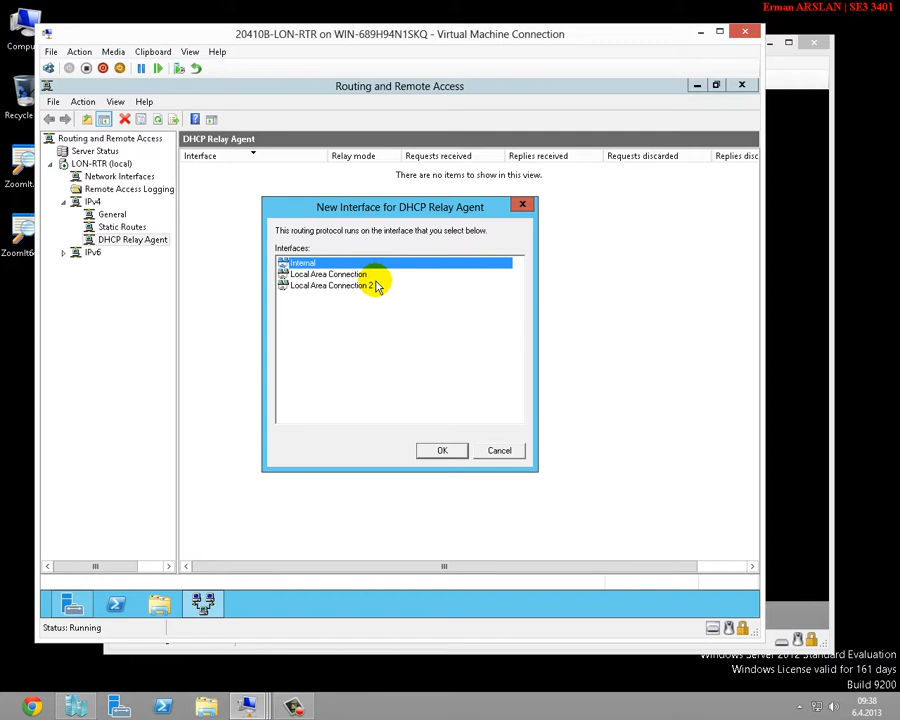 Erman ARSLAN | SE3 3401
Compu
20410B-LON-RTR on WIN-689H94N1SKQ - Virtual Machine Connection
File Action Media Clipboard View Help
Routing and Remote Access
Recycle
File Action View Help
Routing and Remote Access
Server Status
LON-RTR (local)
Network Interfaces
Remote Access Logging
IPv4
General
Static Routes
DHCP Relay Agent
IPv6
DHCP Relay Agent
Interface Relay mode Requests received Replies received Requests discarded Replies disc
There are no items to show in this view.
ZoomIt.
ZoomIt6
New Interface for DHCP Relay Agent
This routing protocol runs on the interface that you select below.
Interfaces:
Internal
Local Area Connection
Local Area Connection 2
OK Cancel
Status: Running
Windows Server 2012 Standard Evaluation
Windows License valid for 161 days
Build 9200
09:38
6.4.2013